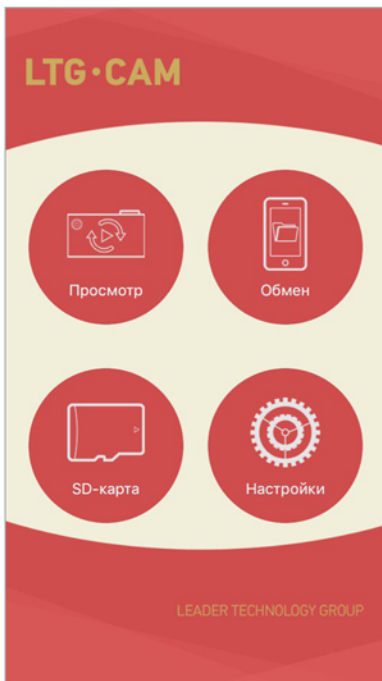 LTG·CAM
Просмотр
Обмен
SD-карта
Настройки
LEADER TECHNOLOGY GROUP